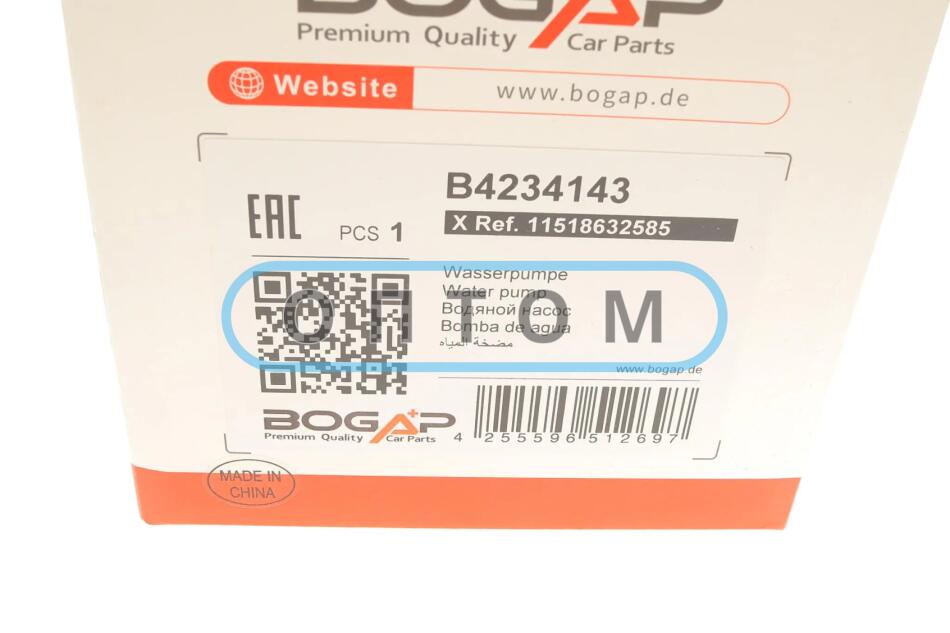 BOGAP
Premium Quality Car Parts
Website www.bogap.de
B4234143
EAC PCS 1
X Ref. 11518632585
Wasserpumpe
Water pump
Водяной насос
Bomba de agua
مضخة المياه
ОПТОМ
www.bogap.de
BOGAP
Premium Quality Car Parts
4 255596 512697
MADE IN
CHINA